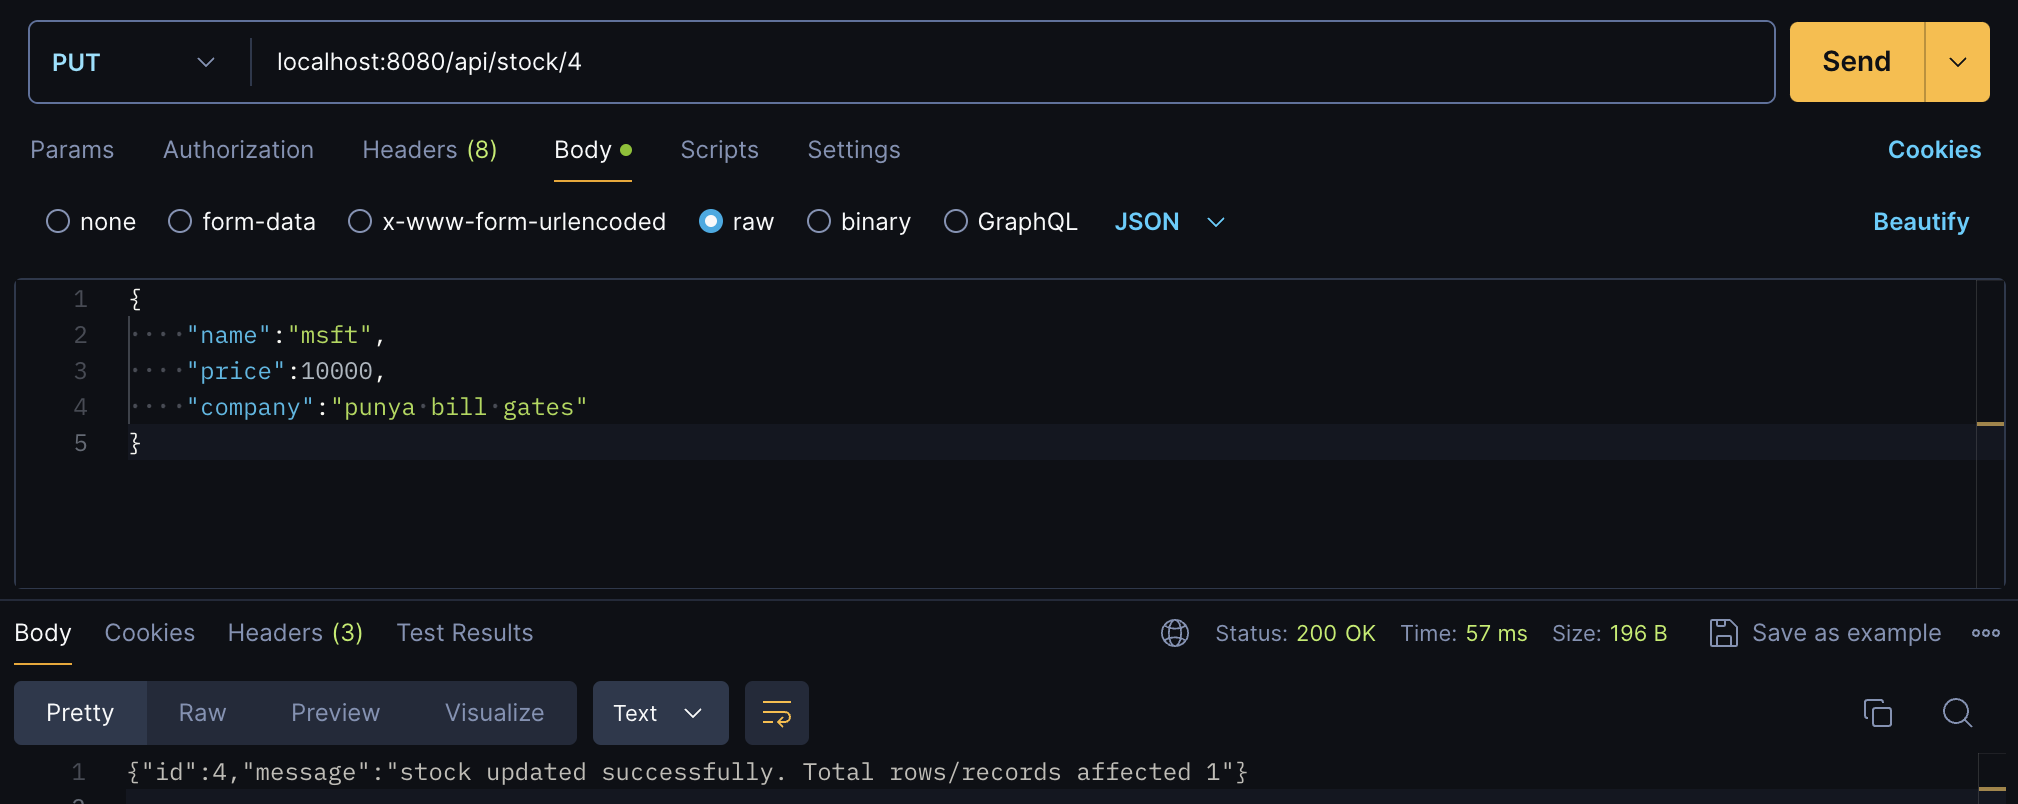 PUT localhost:8080/api/stock/4 Send
Params Authorization Headers (8) Body Scripts Settings Cookies
none form-data x-www-form-urlencoded raw binary GraphQL JSON Beautify
1 {
2 ····"name":"msft",
3 ····"price":10000,
4 ····"company":"punya·bill·gates"
5 }
Body Cookies Headers (3) Test Results Status: 200 OK Time: 57 ms Size: 196 B Save as example
Pretty Raw Preview Visualize Text
1 {"id":4,"message":"stock updated successfully. Total rows/records affected 1"}